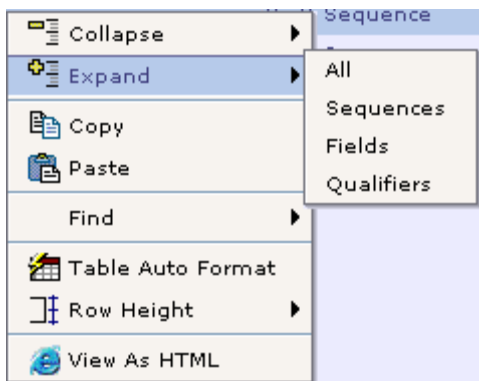 Sequence
Collapse
Expand
All
Sequences
Fields
Qualifiers
Copy
Paste
Find
Table Auto Format
Row Height
View As HTML